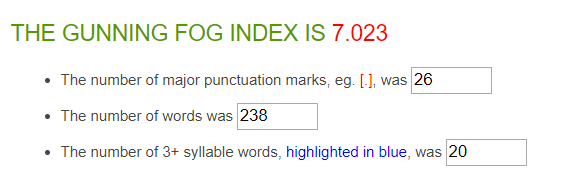 THE GUNNING FOG INDEX IS 7.023
• The number of major punctuation marks, eg. [.], was 26
• The number of words was 238
• The number of 3+ syllable words, highlighted in blue, was 20